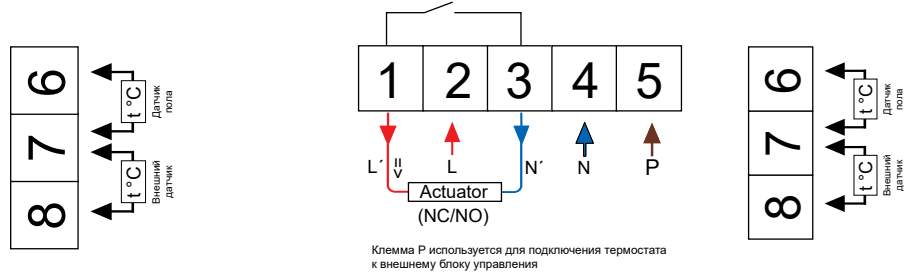 6
7
8
t °C
Датчик
пола
t °C
Внешний
датчик
1 2 3 4 5
L´ => L N´ N P
Actuator
(NC/NO)
Клемма P используется для подключения термостата
к внешнему блоку управления
6
7
8
t °C
Датчик
пола
t °C
Внешний
датчик